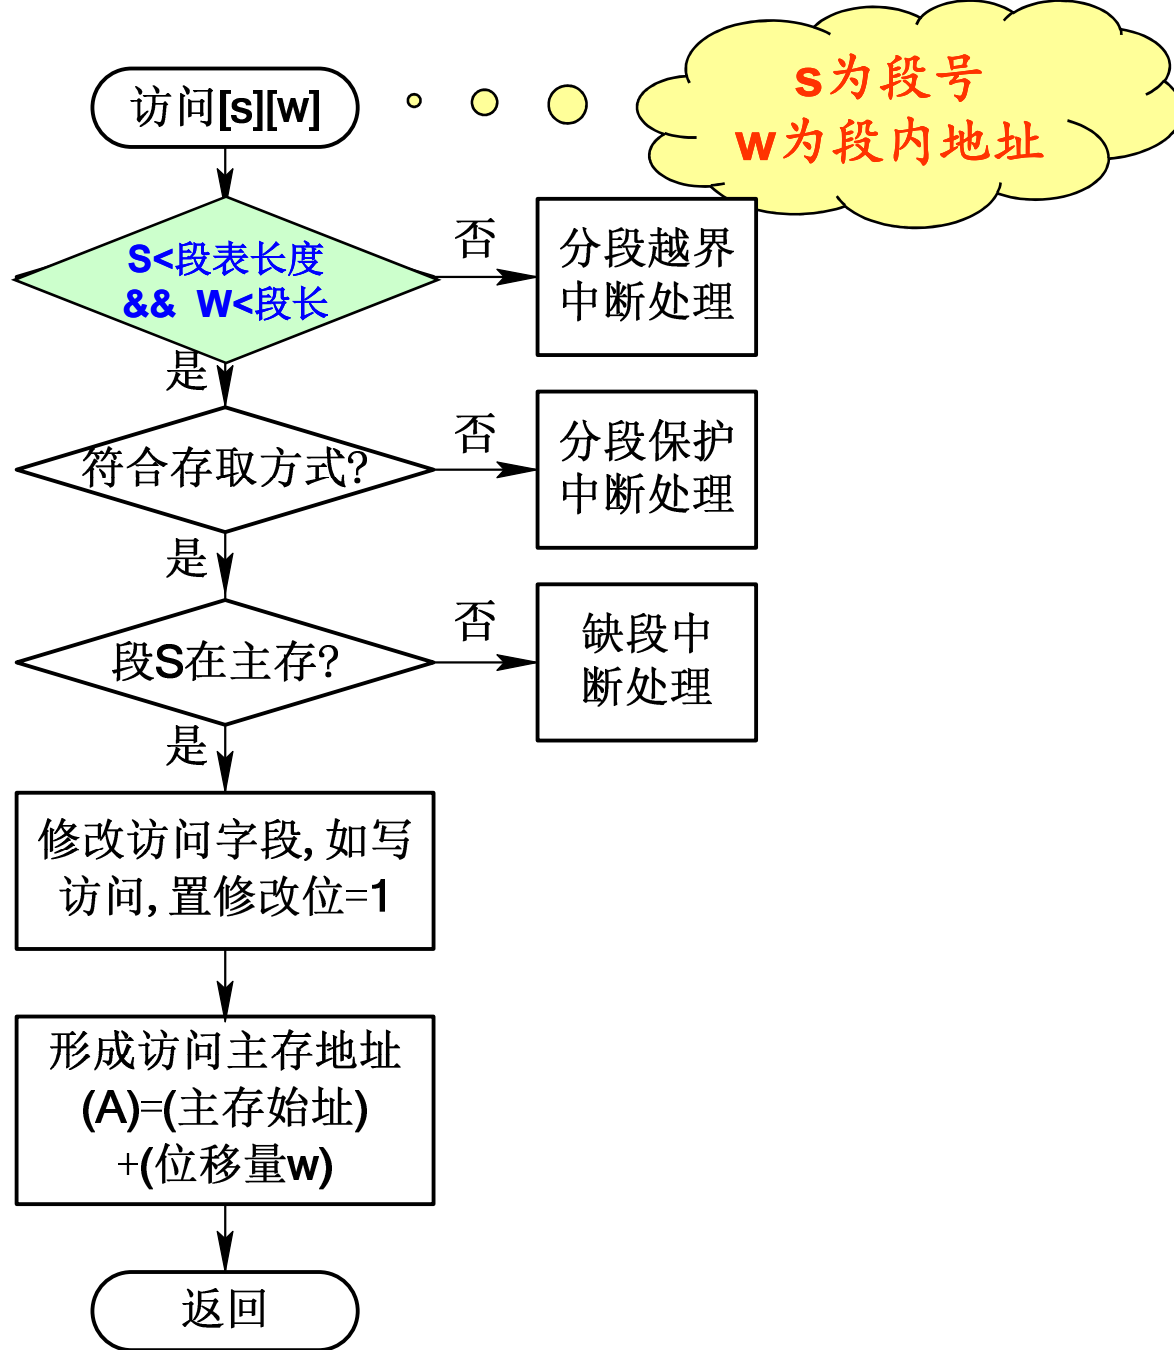 s为段号
w为段内地址
访问[s][w]
S<段表长度
&& W<段长
否
分段越界
中断处理
是
符合存取方式?
否
分段保护
中断处理
是
段S在主存?
否
缺段中
断处理
是
修改访问字段,如写
访问,置修改位=1
形成访问主存地址
(A)=(主存始址)
+(位移量w)
返回